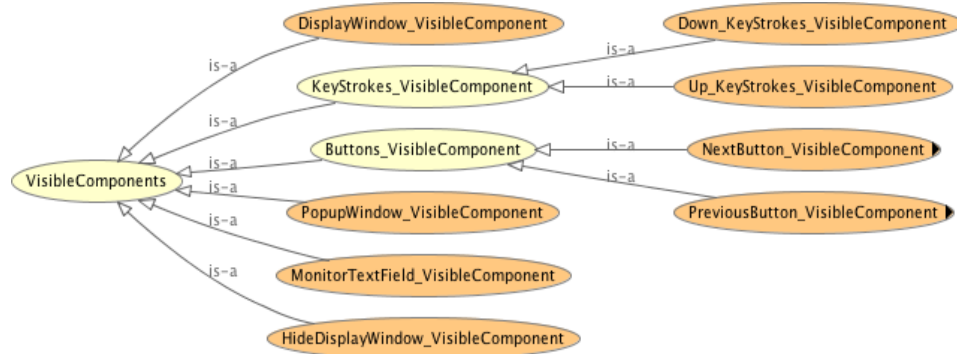 DisplayWindow_VisibleComponent
Down_KeyStrokes_VisibleComponent
is-a
is-a
KeyStrokes_VisibleComponent
is-a
Up_KeyStrokes_VisibleComponent
is-a
Buttons_VisibleComponent
is-a
NextButton_VisibleComponent
is-a
VisibleComponents
is-a
is-a
PopupWindow_VisibleComponent
PreviousButton_VisibleComponent
is-a
MonitorTextField_VisibleComponent
is-a
HideDisplayWindow_VisibleComponent